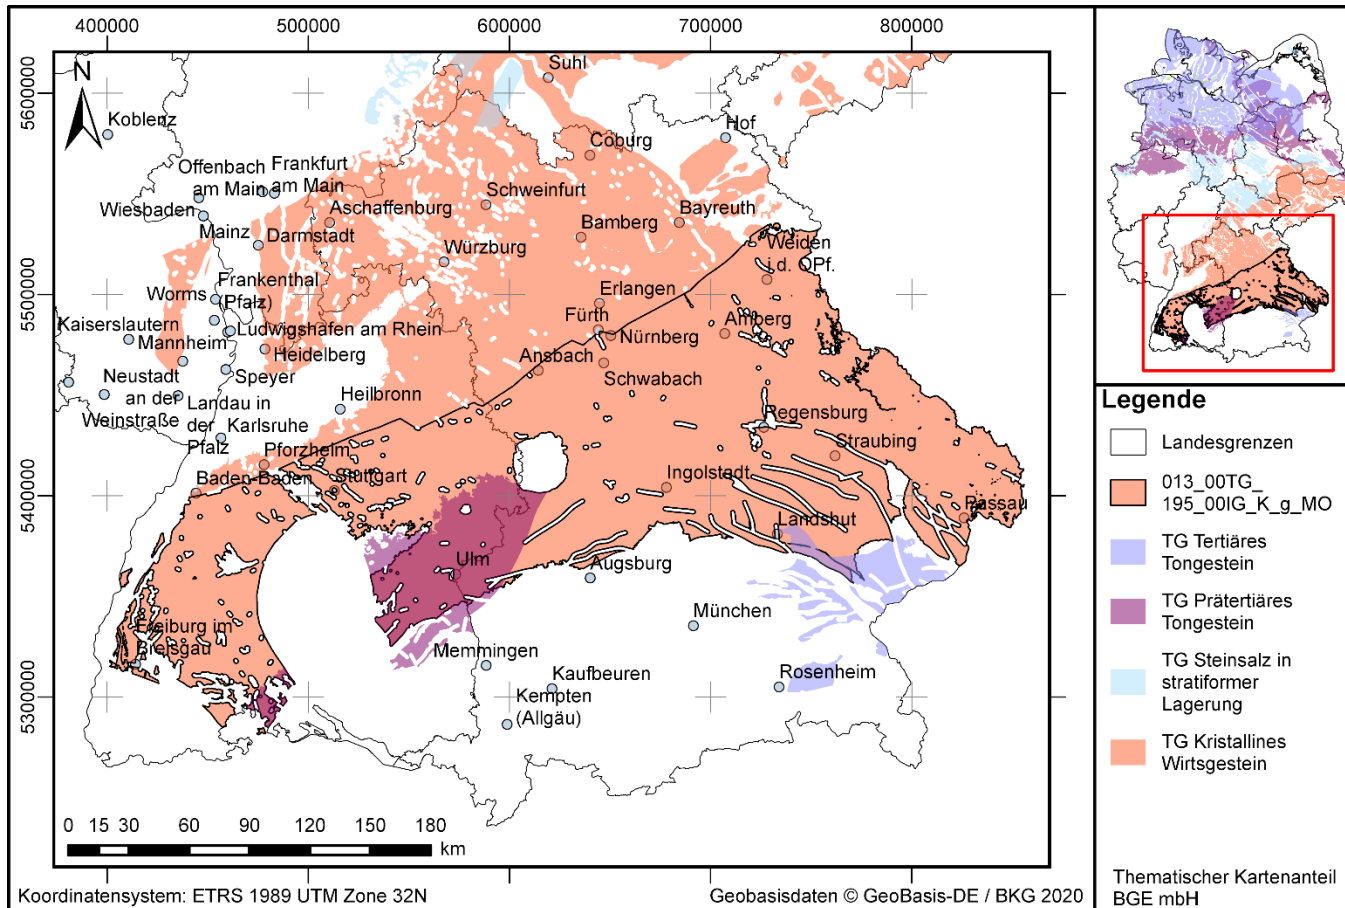 400000
500000
600000
700000
800000
5600000
5500000
5400000
5300000
N
Suhl
Koblenz
Hof
Coburg
Offenbach
am Main
Frankfurt
am Main
Schweinfurt
Wiesbaden
Aschaffenburg
Bayreuth
Mainz
Darmstadt
Bamberg
Würzburg
Weiden
i.d. OPf.
Frankenthal
(Pfalz)
Worms
Erlangen
Fürth
Kaiserslautern
Ludwigshafen am Rhein
Amberg
Mannheim
Nürnberg
Heidelberg
Ansbach
Schwabach
Neustadt
an der
Weinstraße
Speyer
Heilbronn
Landau in
der
Pfalz
Karlsruhe
Regensburg
Pforzheim
Straubing
Baden-Baden
Stuttgart
Ingolstadt
Passau
Landshut
Ulm
Augsburg
München
Freiburg im
Breisgau
Memmingen
Kaufbeuren
Rosenheim
Kempten
(Allgäu)
0 15 30 60 90 120 150 180
km
Koordinatensystem: ETRS 1989 UTM Zone 32N
Geobasisdaten © GeoBasis-DE / BKG 2020
Legende
Landesgrenzen
013_00TG_
195_00IG_K_g_MO
TG Tertiäres
Tongestein
TG Prätertiäres
Tongestein
TG Steinsalz in
stratiformer
Lagerung
TG Kristallines
Wirtsgestein
Thematischer Kartenanteil
BGE mbH